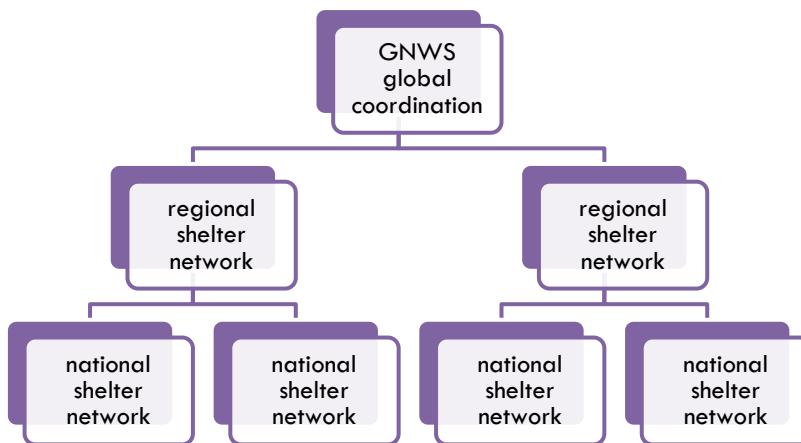 GNWS
global
coordination
regional
shelter
network
regional
shelter
network
national
shelter
network
national
shelter
network
national
shelter
network
national
shelter
network